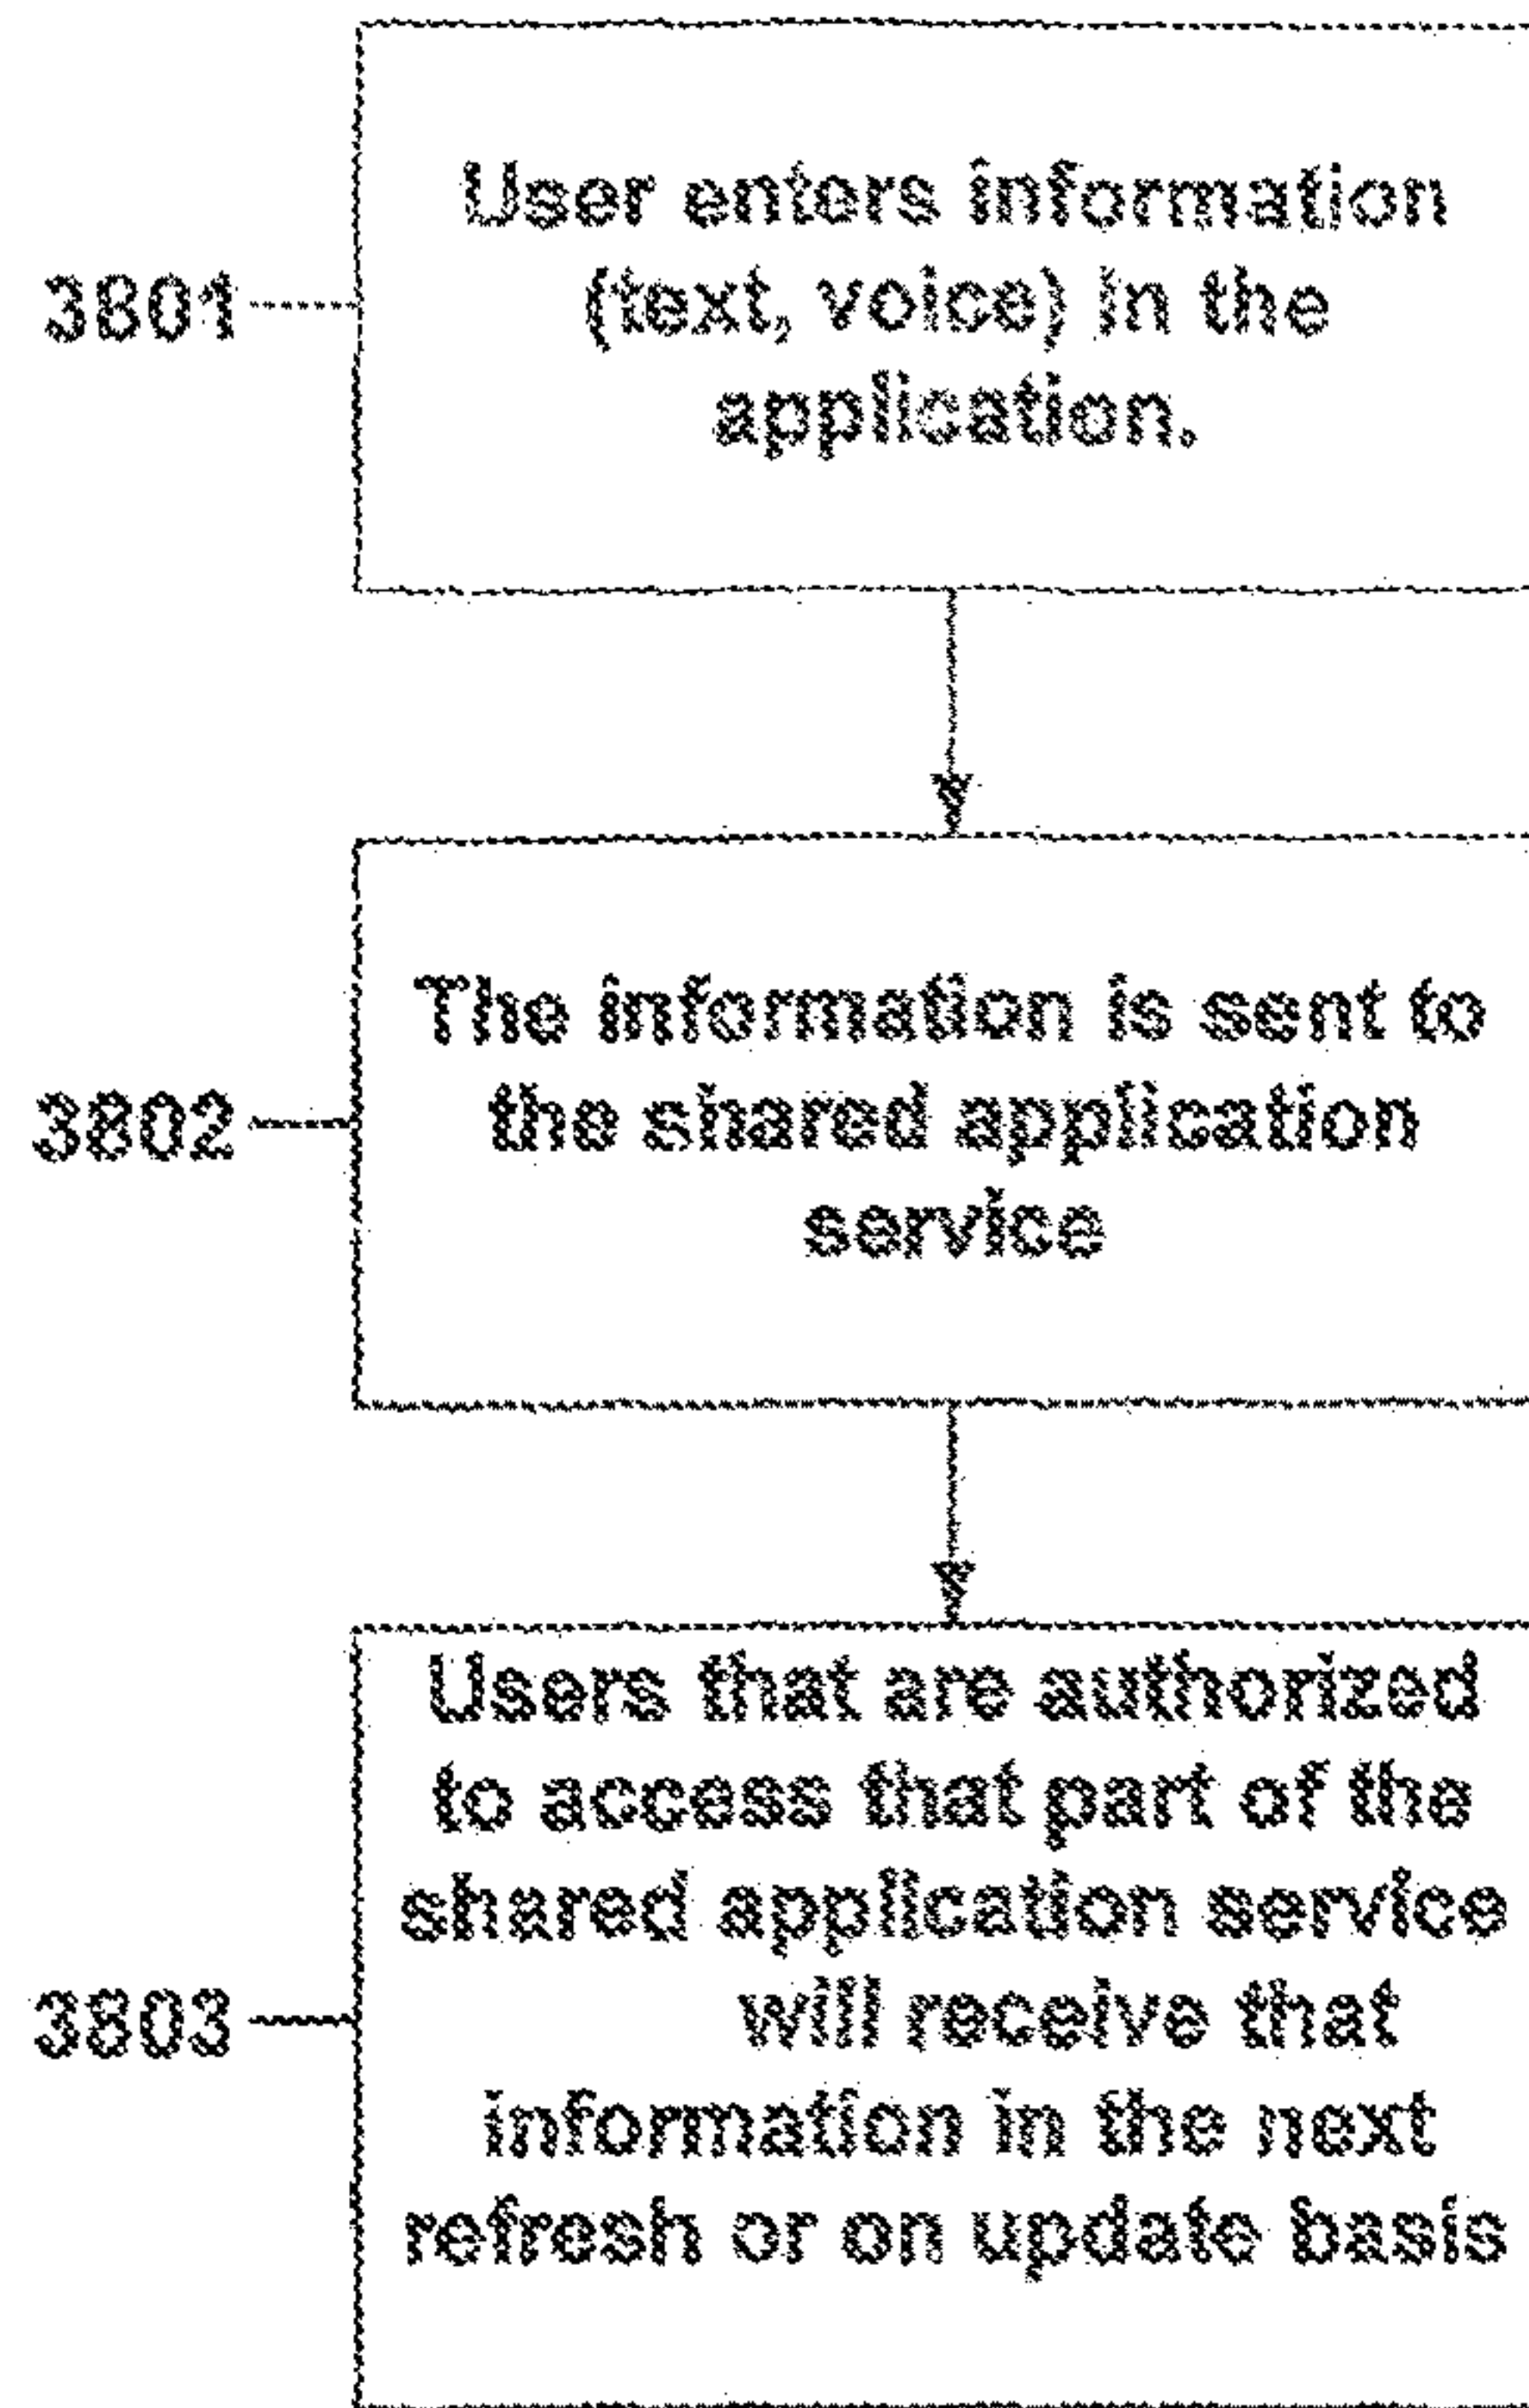 User enters information
3801
(text, voice) in the
application.
The information is sent to
3802
the shared application
service
Users that are authorized
to access that part of the
shared application service
3803
will receive that
information in the next
refresh or on update basis